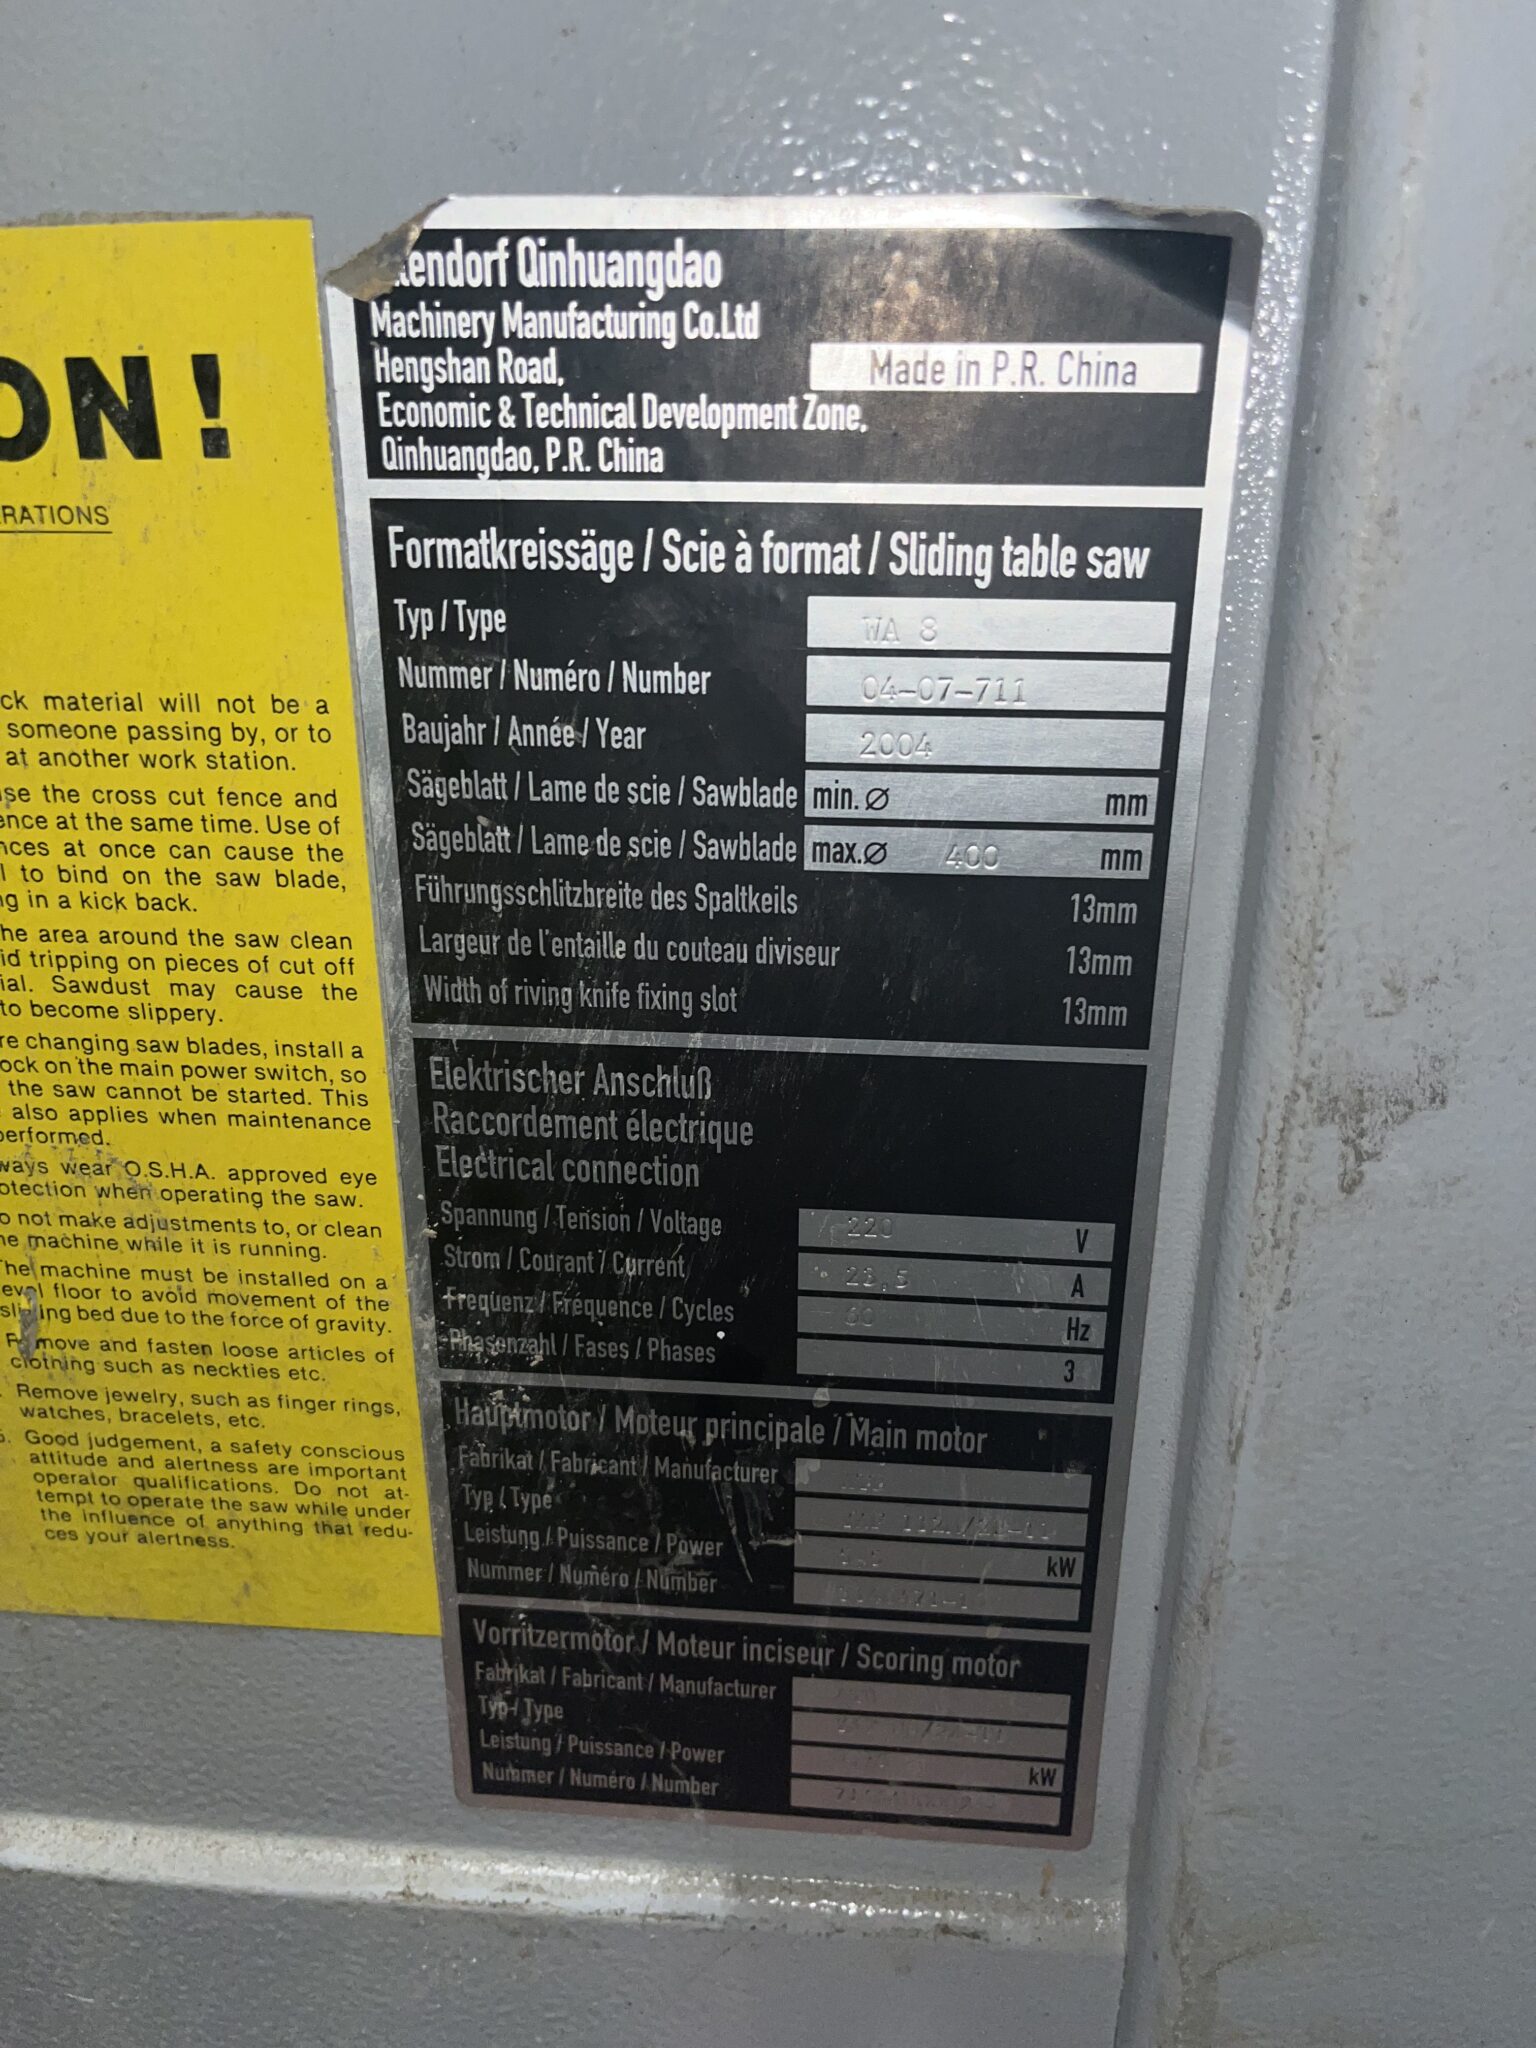 ON!
RATIONS
ck material will not be a
someone passing by, or to
at another work station.
se the cross cut fence and
ence at the same time. Use of
nces at once can cause the
l to bind on the saw blade,
ng in a kick back.
he area around the saw clean
id tripping on pieces of cut off
ial. Sawdust may cause the
to become slippery.
re changing saw blades, install a
ock on the main power switch, so
the saw cannot be started. This
also applies when maintenance
performed.
ways wear O.S.H.A. approved eye
otection when operating the saw.
o not make adjustments to, or clean
he machine while it is running.
The machine must be installed on a
level floor to avoid movement of the
sliding bed due to the force of gravity.
Remove and fasten loose articles of
clothing such as neckties etc.
Remove jewelry, such as finger rings,
watches, bracelets, etc.
Good judgement, a safety conscious
attitude and alertness are important
operator qualifications. Do not at-
tempt to operate the saw while under
the influence of anything that redu-
ces your alertness.
endorf Qinhuangdao
Machinery Manufacturing Co.Ltd
Hengshan Road,
Made in P.R. China
Economic & Technical Development Zone,
Qinhuangdao, P.R. China
Formatkreissäge / Scie à format / Sliding table saw
Typ / Type WA 8
Nummer / Numéro / Number 04-07-711
Baujahr / Année / Year 2004
Sägeblatt / Lame de scie / Sawblade min. Ø mm
Sägeblatt / Lame de scie / Sawblade max. Ø 400 mm
Führungsschlitzbreite des Spaltkeils 13mm
Largeur de l'entaille du couteau diviseur 13mm
Width of riving knife fixing slot 13mm
Elektrischer Anschluß
Raccordement électrique
Electrical connection
Spannung / Tension / Voltage 220 V
Strom / Courant / Current 23,5 A
Frequenz / Fréquence / Cycles 60 Hz
Phasenzahl / Fases / Phases 3
Hauptmotor / Moteur principale / Main motor
Fabrikat / Fabricant / Manufacturer
Typ / Type
Leistung / Puissance / Power kW
Nummer / Numéro / Number
Vorritzermotor / Moteur inciseur / Scoring motor
Fabrikat / Fabricant / Manufacturer
Typ / Type
Leistung / Puissance / Power kW
Nummer / Numéro / Number